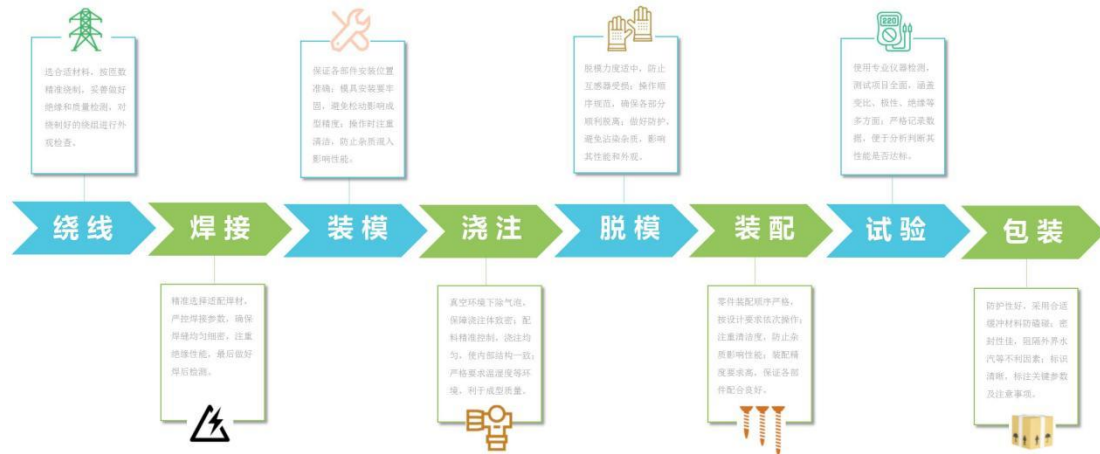 选合适材料，按匝数
精准绕制，妥善做好
绝缘和质量检测，对
绕制好的绕组进行外
观检查。
保证各部件安装位置
准确；模具安装要牢
固，避免松动影响成
型精度；操作时注重
清洁，防止杂质混入
影响性能。
脱模力度适中，防止
互感器受损；操作顺
序规范，确保各部分
顺利脱离；做好防护，
避免沾染杂质，影响
其性能和外观。
220
使用专业仪器检测，
测试项目全面，涵盖
变比、极性、绝缘等
多方面；严格记录数
据，便于分析判断其
性能是否达标。
绕线
焊接
装模
浇注
脱模
装配
试验
包装
精准选择适配焊材，
严控焊接参数，确保
焊缝均匀细密，注重
绝缘性能，最后做好
焊后检测。
真空环境下除气泡，
保障浇注体致密；配
料精准控制，浇注均
匀，使内部结构一致；
严格要求温湿度等环
境，利于成型质量。
零件装配顺序严格，
按设计要求依次操作；
注重清洁度，防止杂
质影响性能；装配精
度要求高，保证各部
件配合良好。
防护性好，采用合适
缓冲材料防磕碰；密
封性佳，阻隔外界水
汽等不利因素；标识
清晰，标注关键参数
及注意事项。